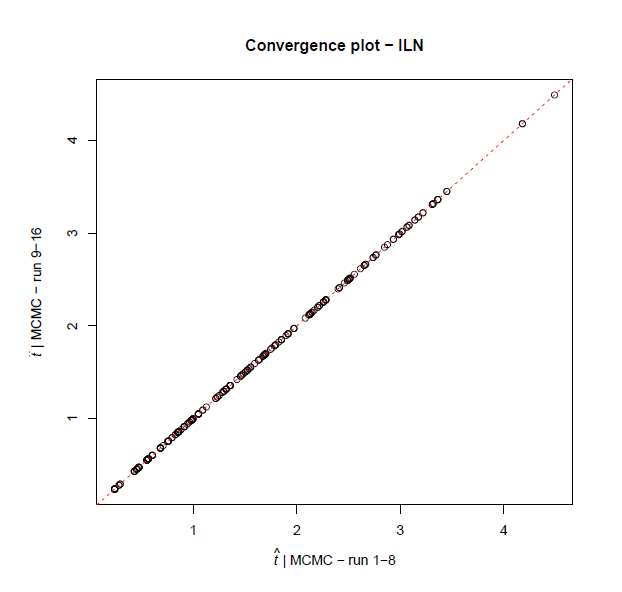 Convergence plot − ILN
4
3
2
1
t̂ | MCMC − run 9−16
1 2 3 4
t̂ | MCMC − run 1−8